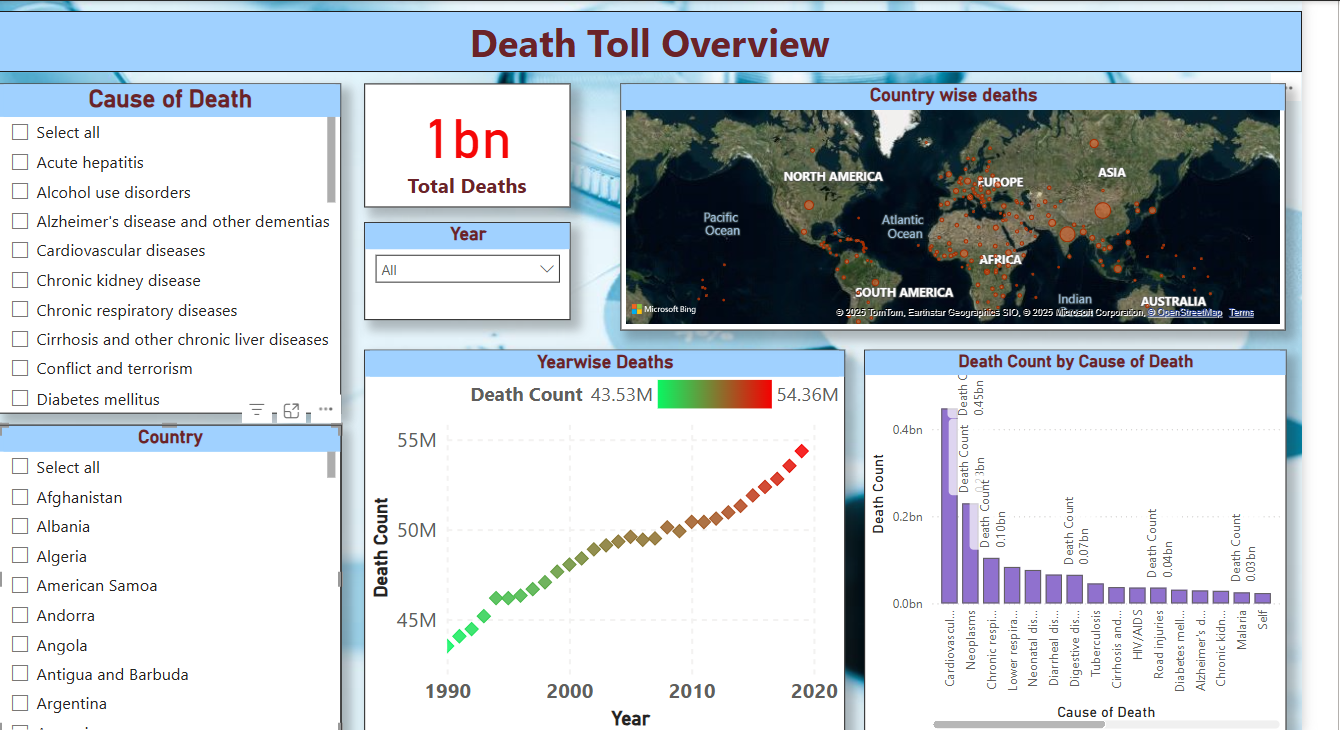 Death Toll Overview
Cause of Death
Select all
Acute hepatitis
Alcohol use disorders
Alzheimer's disease and other dementias
Cardiovascular diseases
Chronic kidney disease
Chronic respiratory diseases
Cirrhosis and other chronic liver diseases
Conflict and terrorism
Diabetes mellitus
Country
Select all
Afghanistan
Albania
Algeria
American Samoa
Andorra
Angola
Antigua and Barbuda
Argentina
1bn
Total Deaths
Year
All
Country wise deaths
NORTH AMERICA
EUROPE
ASIA
Pacific
Ocean
Atlantic
Ocean
AFRICA
SOUTH AMERICA
Indian
AUSTRALIA
Microsoft Bing
© 2025 TomTom, Earthstar Geographics SIO, © 2025 Microsoft Corporation, © OpenStreetMap Terms
Yearwise Deaths
Death Count 43.53M 54.36M
55M
50M
45M
Death Count
1990 2000 2010 2020
Year
Death Count by Cause of Death
Death Count
0.4bn
0.2bn
0.0bn
Death C
0.45bn
Death Count
Death Count
0.10bn
Death Count
0.07bn
Death Count
0.04bn
Death Count
0.03bn
Cardiovascul...
Neoplasms
Chronic respi...
Lower respira...
Neonatal dis...
Diarrheal dis...
Digestive dis...
Tuberculosis
Cirrhosis and...
HIV/AIDS
Road injuries
Diabetes mell...
Alzheimer's d...
Chronic kidn...
Malaria
Self
Cause of Death